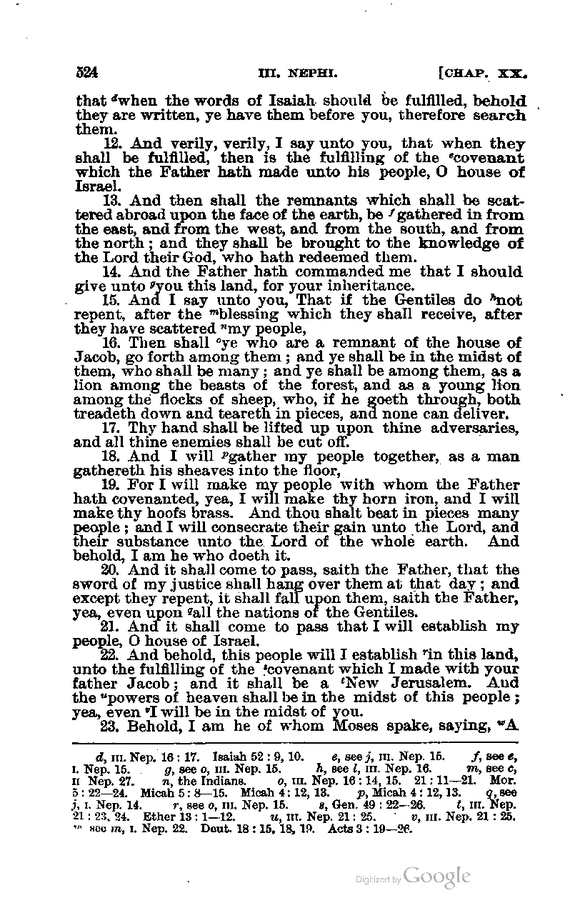 524 III. NEPHI. [CHAP. XX.
that ᵈwhen the words of Isaiah should be fulfilled, behold
they are written, ye have them before you, therefore search
them.
12. And verily, verily, I say unto you, that when they
shall be fulfilled, then is the fulfilling of the ᵉcovenant
which the Father hath made unto his people, O house of
Israel.
13. And then shall the remnants which shall be scat-
tered abroad upon the face of the earth, be ᶠgathered in from
the east, and from the west, and from the south, and from
the north; and they shall be brought to the knowledge of
the Lord their God, who hath redeemed them.
14. And the Father hath commanded me that I should
give unto ᵍyou this land, for your inheritance.
15. And I say unto you, That if the Gentiles do ʰnot
repent, after the ᵐblessing which they shall receive, after
they have scattered ⁿmy people,
16. Then shall ᵒye who are a remnant of the house of
Jacob, go forth among them; and ye shall be in the midst of
them, who shall be many; and ye shall be among them, as a
lion among the beasts of the forest, and as a young lion
among the flocks of sheep, who, if he goeth through, both
treadeth down and teareth in pieces, and none can deliver.
17. Thy hand shall be lifted up upon thine adversaries,
and all thine enemies shall be cut off.
18. And I will ᵖgather my people together, as a man
gathereth his sheaves into the floor,
19. For I will make my people with whom the Father
hath covenanted, yea, I will make thy horn iron, and I will
make thy hoofs brass. And thou shalt beat in pieces many
people; and I will consecrate their gain unto the Lord, and
their substance unto the Lord of the whole earth. And
behold, I am he who doeth it.
20. And it shall come to pass, saith the Father, that the
sword of my justice shall hang over them at that day; and
except they repent, it shall fall upon them, saith the Father,
yea, even upon qall the nations of the Gentiles.
21. And it shall come to pass that I will establish my
people, O house of Israel.
22. And behold, this people will I establish ʳin this land,
unto the fulfilling of the ˢcovenant which I made with your
father Jacob; and it shall be a ᵗNew Jerusalem. And
the ᵘpowers of heaven shall be in the midst of this people;
yea, even ᵛI will be in the midst of you.
23. Behold, I am he of whom Moses spake, saying, ʷA
d, III. Nep. 16:17. Isaiah 52:9, 10. e, see j, III. Nep. 15. f, see e,
I. Nep. 15. g, see o, III. Nep. 15. h, see l, III. Nep. 16. m, see c,
II Nep. 27. n, the Indians. o, III. Nep. 16:14, 15. 21:11—21. Mor.
5:22—24. Micah 5:8—15. Micah 4:12, 13. p, Micah 4:12, 13. q, see
j, I. Nep. 14. r, see o, III. Nep. 15. s, Gen. 49:22—26. t, III. Nep.
21:23, 24. Ether 13:1—12. u, III. Nep. 21:25. v, III. Nep. 21:25.
w see m, I. Nep. 22. Deut. 18:15, 18, 19. Acts 3:19—26.
Digitized by Google